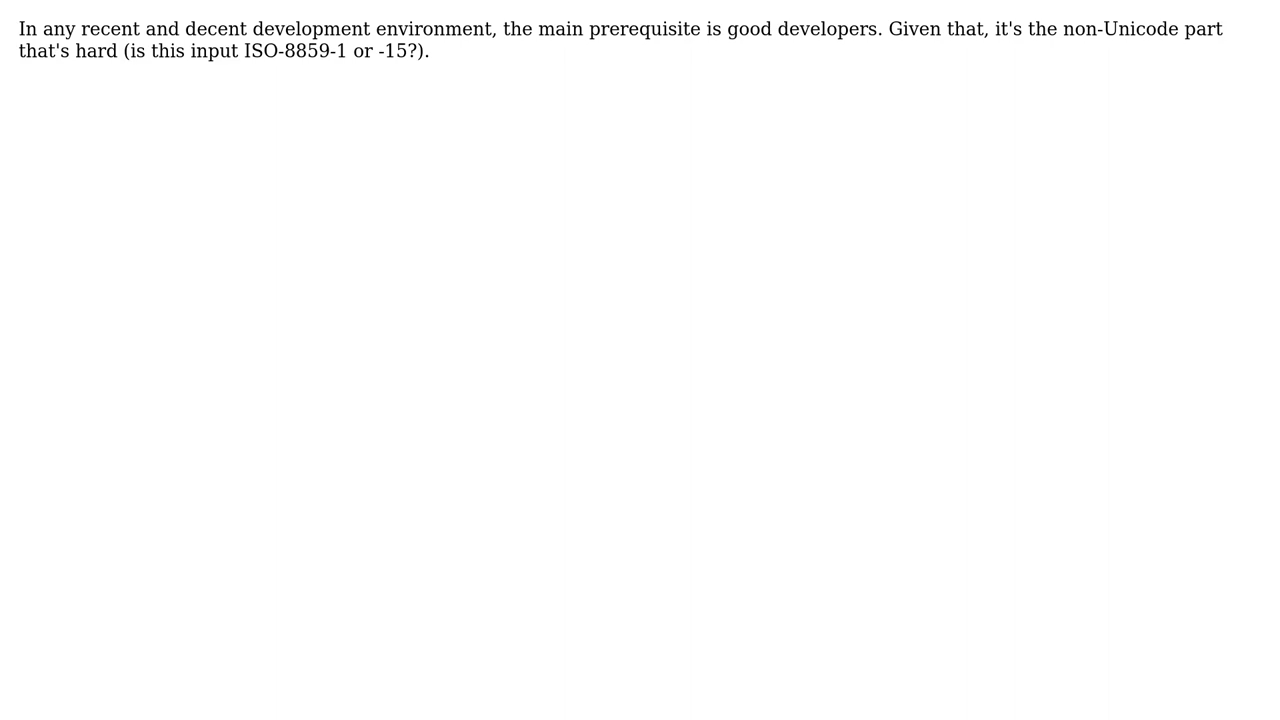 In any recent and decent development environment, the main prerequisite is good developers. Given that, it's the non-Unicode part
that's hard (is this input ISO-8859-1 or -15?).